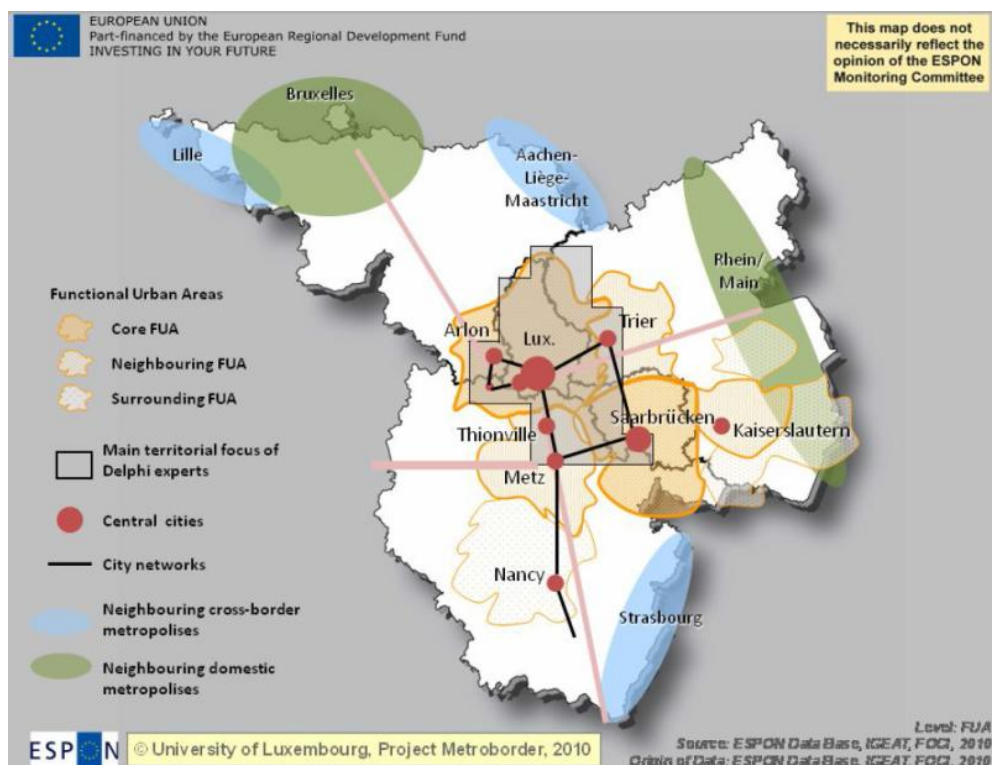 EUROPEAN UNION
Part-financed by the European Regional Development Fund
INVESTING IN YOUR FUTURE
This map does not
necessarily reflect the
opinion of the ESPON
Monitoring Committee
Bruxelles
Lille
Aachen-
Liège-
Maastricht
Rhein/
Main
Functional Urban Areas
Core FUA
Neighbouring FUA
Surrounding FUA
Main territorial focus of
Delphi experts
Central cities
City networks
Neighbouring cross-border
metropolises
Neighbouring domestic
metropolises
Arlon
Lux.
Trier
Thionville
Saarbrücken
Kaiserslautern
Metz
Nancy
Strasbourg
ESPON
© University of Luxembourg, Project Metroborder, 2010
Level: FUA
Source: ESPON DataBase, IGEAT, FOCI, 2010
Origin of Data: ESPON DataBase, IGEAT, FOCI, 2010